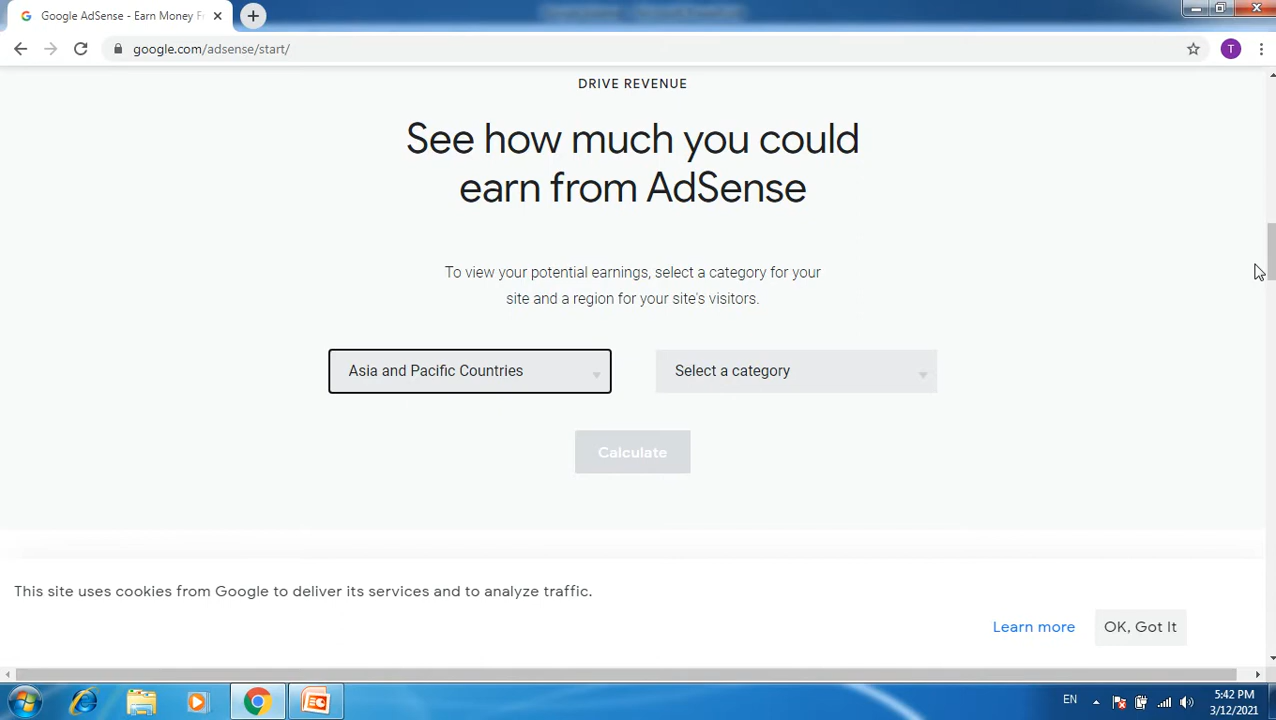 Google AdSense - Earn Money F
google.com/adsense/start/
T
DRIVE REVENUE
See how much you could
earn from AdSense
To view your potential earnings, select a category for your
site and a region for your site's visitors.
Asia and Pacific Countries
Select a category
Calculate
This site uses cookies from Google to deliver its services and to analyze traffic.
Learn more
OK, Got It
EN
5:42 PM
3/12/2021